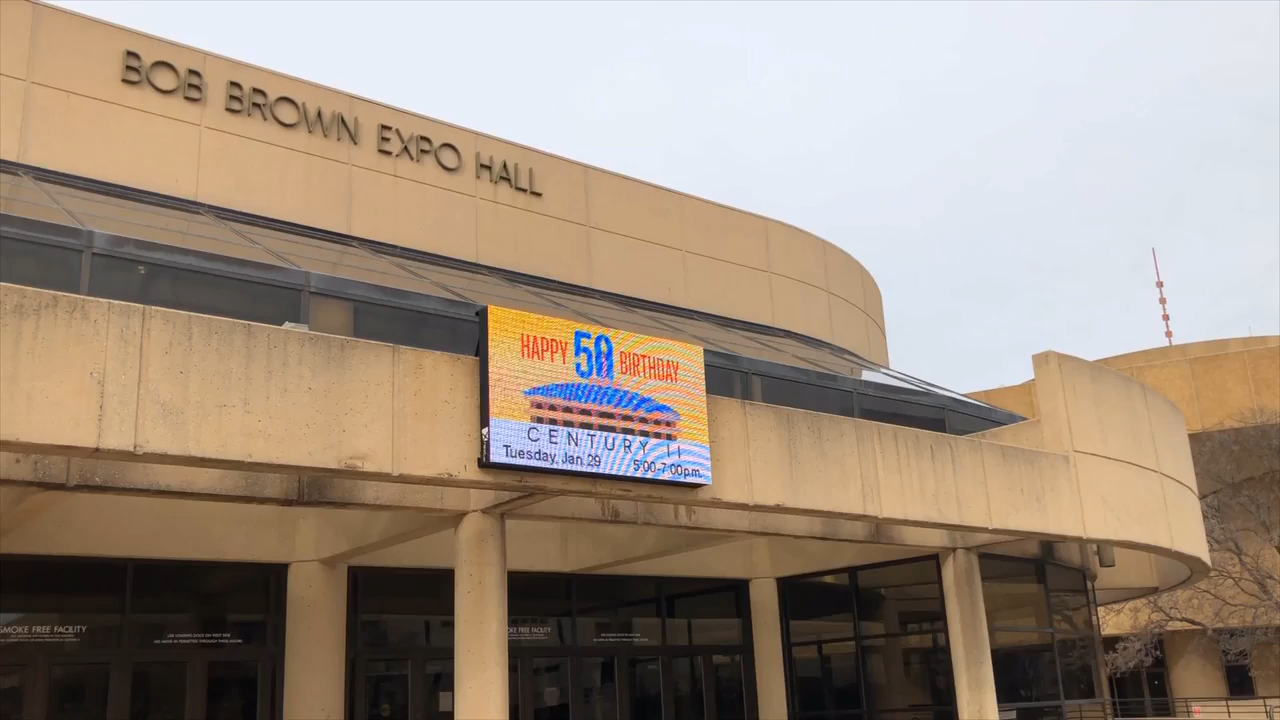 BOB BROWN EXPO HALL
HAPPY 50 BIRTHDAY
CENTURY II
Tuesday, Jan 29 5:00-7:00p.m.
SMOKE FREE FACILITY
SMOKE FREE FACILITY